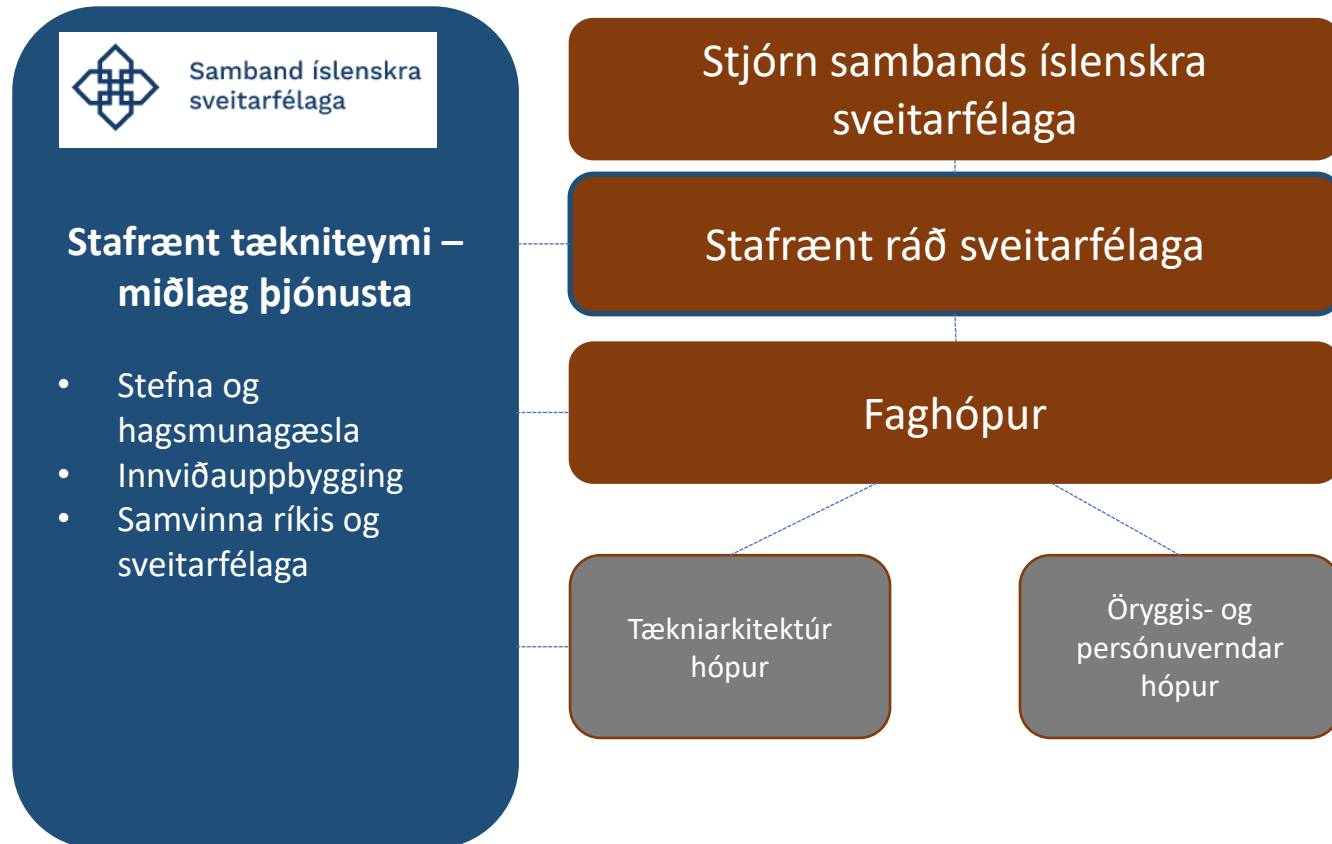 Samband íslenskra
sveitarfélaga
Stafrænt tækniteymi –
miðlæg þjónusta
• Stefna og
hagsmunagæsla
• Innviðauppbygging
• Samvinna ríkis og
sveitarfélaga
Stjórn sambands íslenskra
sveitarfélaga
Stafrænt ráð sveitarfélaga
Faghópur
Tækniarkitektúr
hópur
Öryggis- og
persónuverndar
hópur